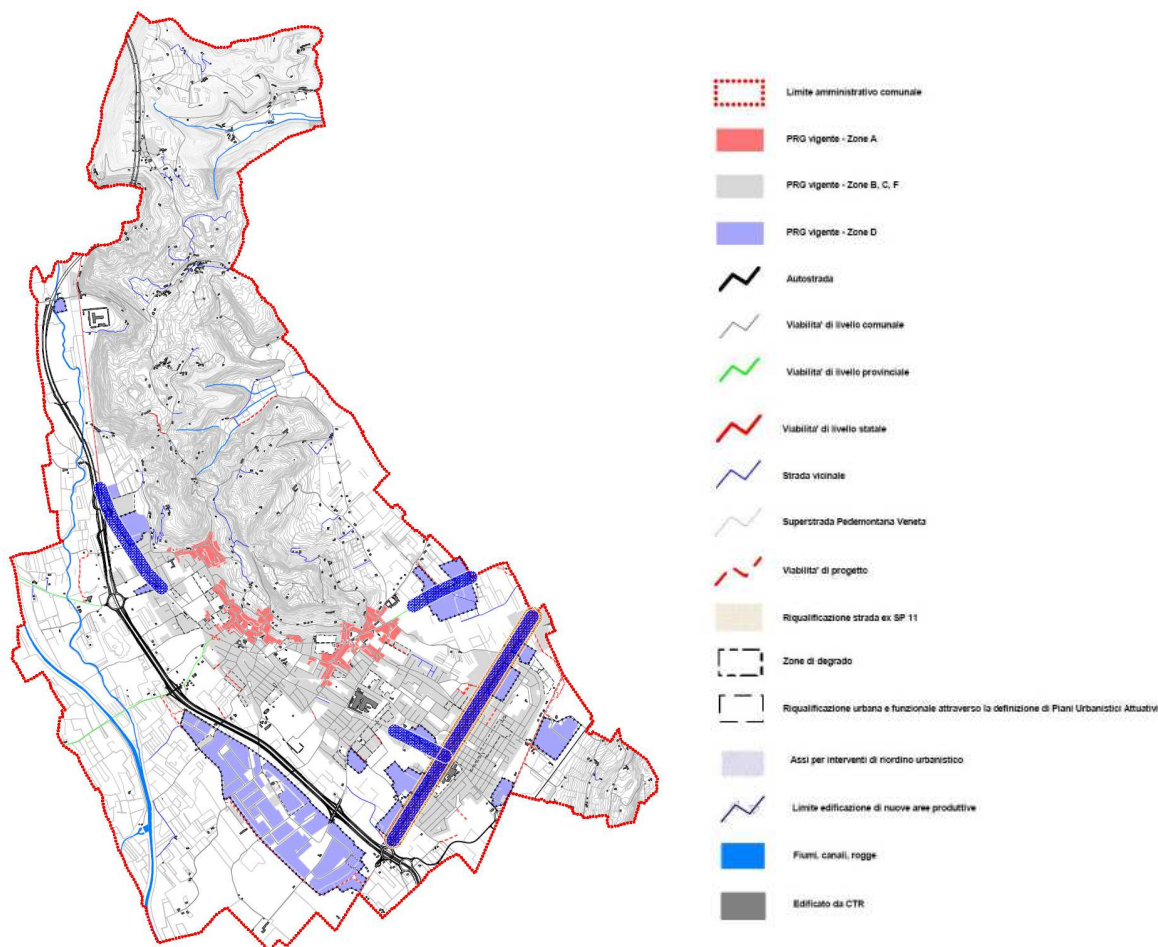 Limite amministrativo comunale
PRG vigente - Zone A
PRG vigente - Zone B, C, F
PRG vigente - Zone D
Autostrada
Viabilita' di livello comunale
Viabilita' di livello provinciale
Viabilita' di livello statale
Strada vicinale
Superstrada Pedemontana Veneta
Viabilita' di progetto
Riqualificazione strada ex SP 11
Zone di degrado
Riqualificazione urbana e funzionale attraverso la definizione di Piani Urbanistici Attuativi
Assi per interventi di riordino urbanistico
Limite edificazione di nuove aree produttive
Fiumi, canali, rogge
Edificato da CTR